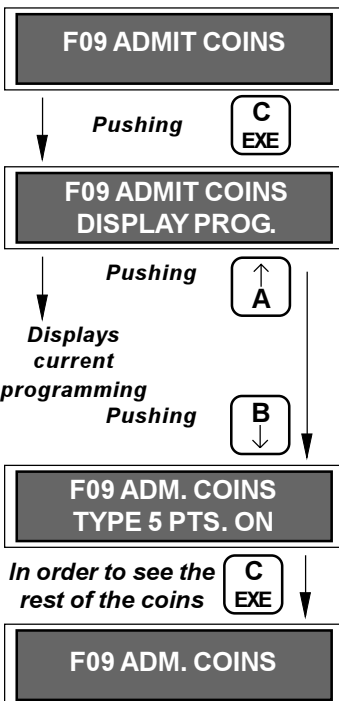 F09 ADMIT COINS
Pushing
C
EXE
F09 ADMIT COINS
DISPLAY PROG.
Pushing
↑
A
Displays
current
programming
Pushing
B
↓
F09 ADM. COINS
TYPE 5 PTS. ON
In order to see the
rest of the coins
C
EXE
F09 ADM. COINS